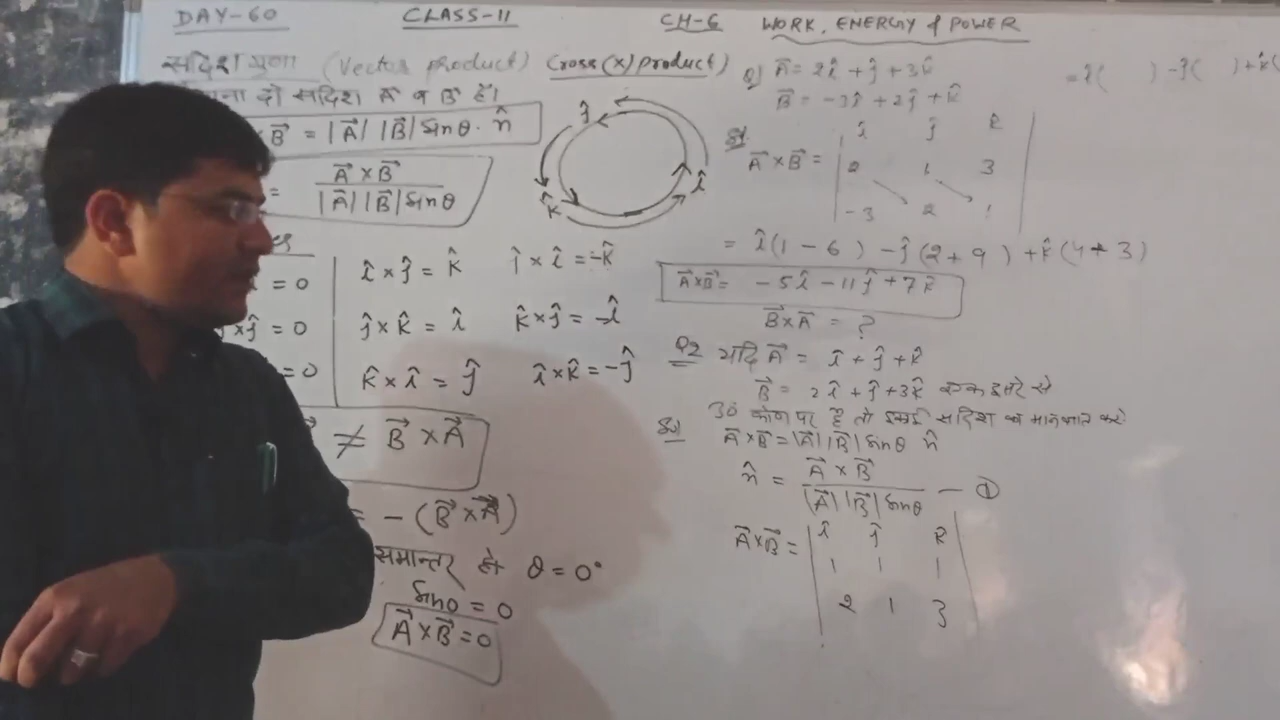 DAY-60 CLASS-11 CH-6 WORK, ENERGY & POWER
सदिश गुणा (Vector product) Cross(×)product)
माना दो सदिश A⃗ व B⃗ हैं।
B⃗ = |A⃗| |B⃗| sinθ. n̂
= A⃗ × B⃗ / |A⃗| |B⃗| sinθ
ĵ
î
k̂
= 0
× ĵ = 0
= 0
î × ĵ = k̂ ĵ × î = -k̂
ĵ × k̂ = î k̂ × ĵ = -î
k̂ × î = ĵ î × k̂ = -ĵ
≠ B⃗ × A⃗
= - (B⃗ × A⃗)
समान्तर हो θ = 0°
sin0 = 0
A⃗ × B⃗ = 0
Q) A⃗ = 2î + ĵ + 3k̂
B⃗ = -3î + 2ĵ + k̂
= î( ) - ĵ( ) + k̂(
A⃗ × B⃗ = | î ĵ k̂
2 1 3
-3 2 1 |
= î(1 - 6) - ĵ(2 + 9) + k̂(4 + 3)
A⃗×B⃗ = -5î - 11ĵ + 7k̂
B⃗ × A⃗ = ?
Q2 यदि A⃗ = î + ĵ + k̂
B⃗ = 2î + ĵ + 3k̂ एक दूसरे से
30 कोण पर है तो इकाई सदिश का मान ज्ञात करो
A⃗ × B⃗ = |A⃗| |B⃗| sinθ n̂
n̂ = A⃗ × B⃗ / |A⃗| |B⃗| sinθ — ①
A⃗ × B⃗ = | î ĵ k̂
1 1 1
2 1 3 |